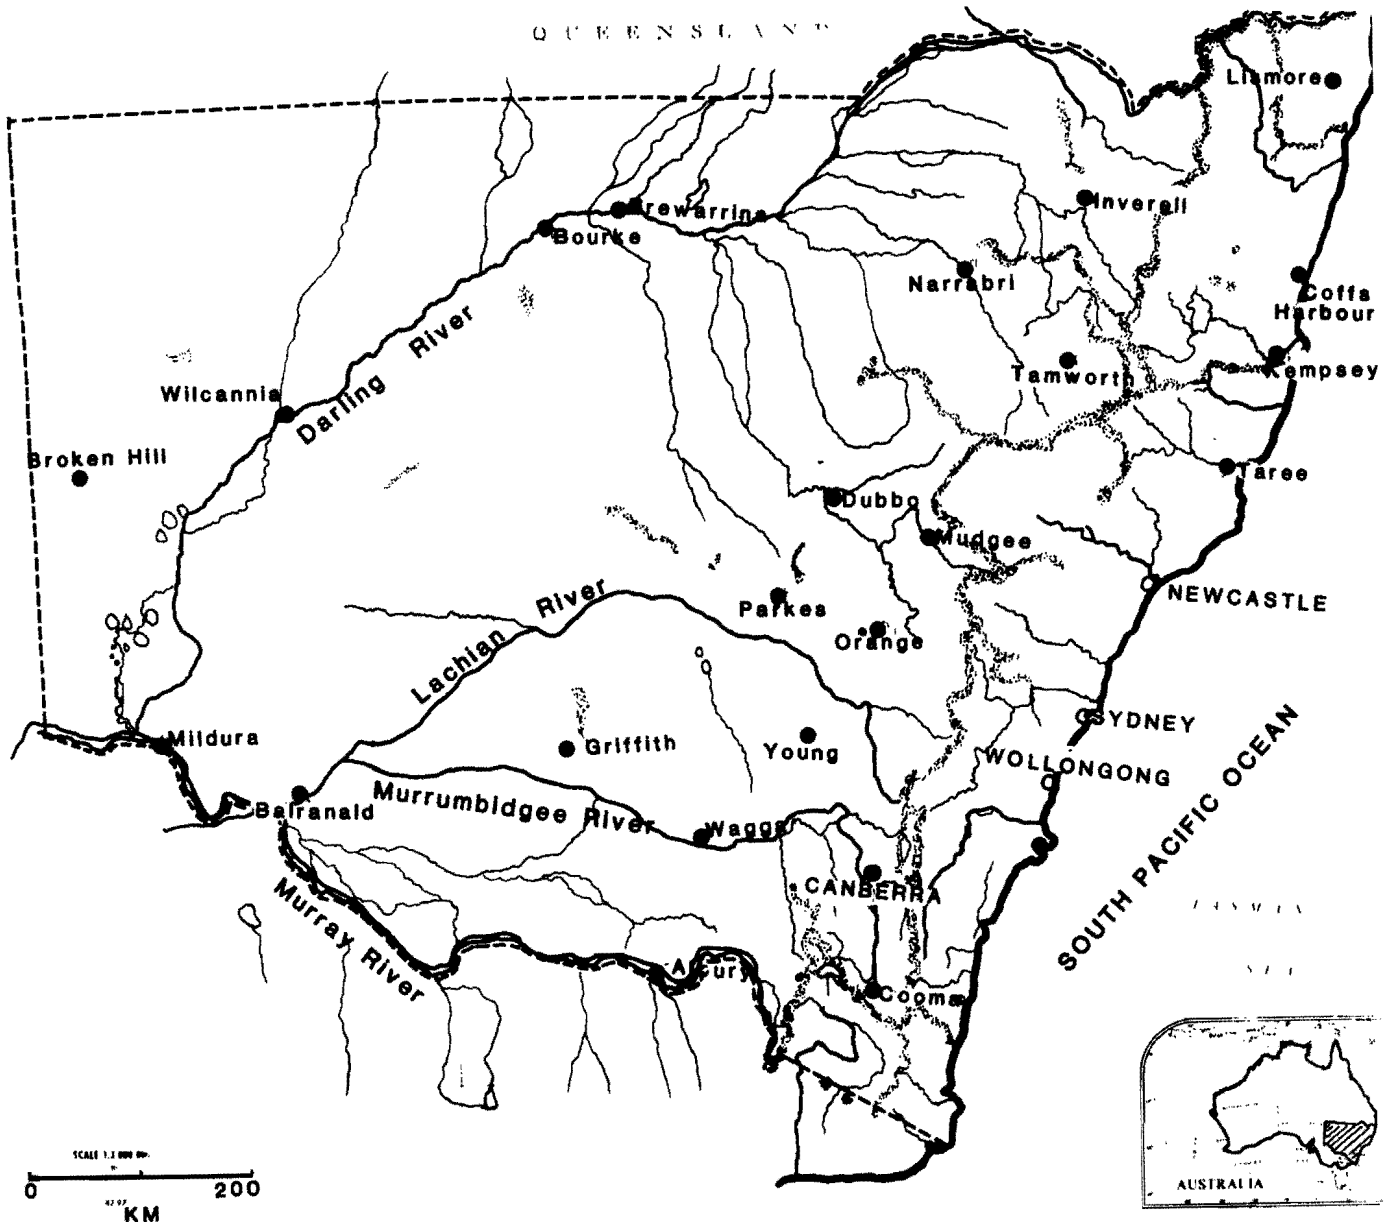 QUEENSLAND
Lismore
Brewarrina
Bourke
Inverell
Narrabri
Coffs
Harbour
Darling River
Wilcannia
Tamworth
Kempsey
Broken Hill
Taree
Dubbo
Mudgee
NEWCASTLE
Parkes
Orange
Lachlan River
SYDNEY
Mildura
Griffith
Young
WOLLONGONG
Balranald
Murrumbidgee River
Wagga
CANBERRA
SOUTH PACIFIC OCEAN
Murray River
Albury
Cooma
0
200
KM
AUSTRALIA